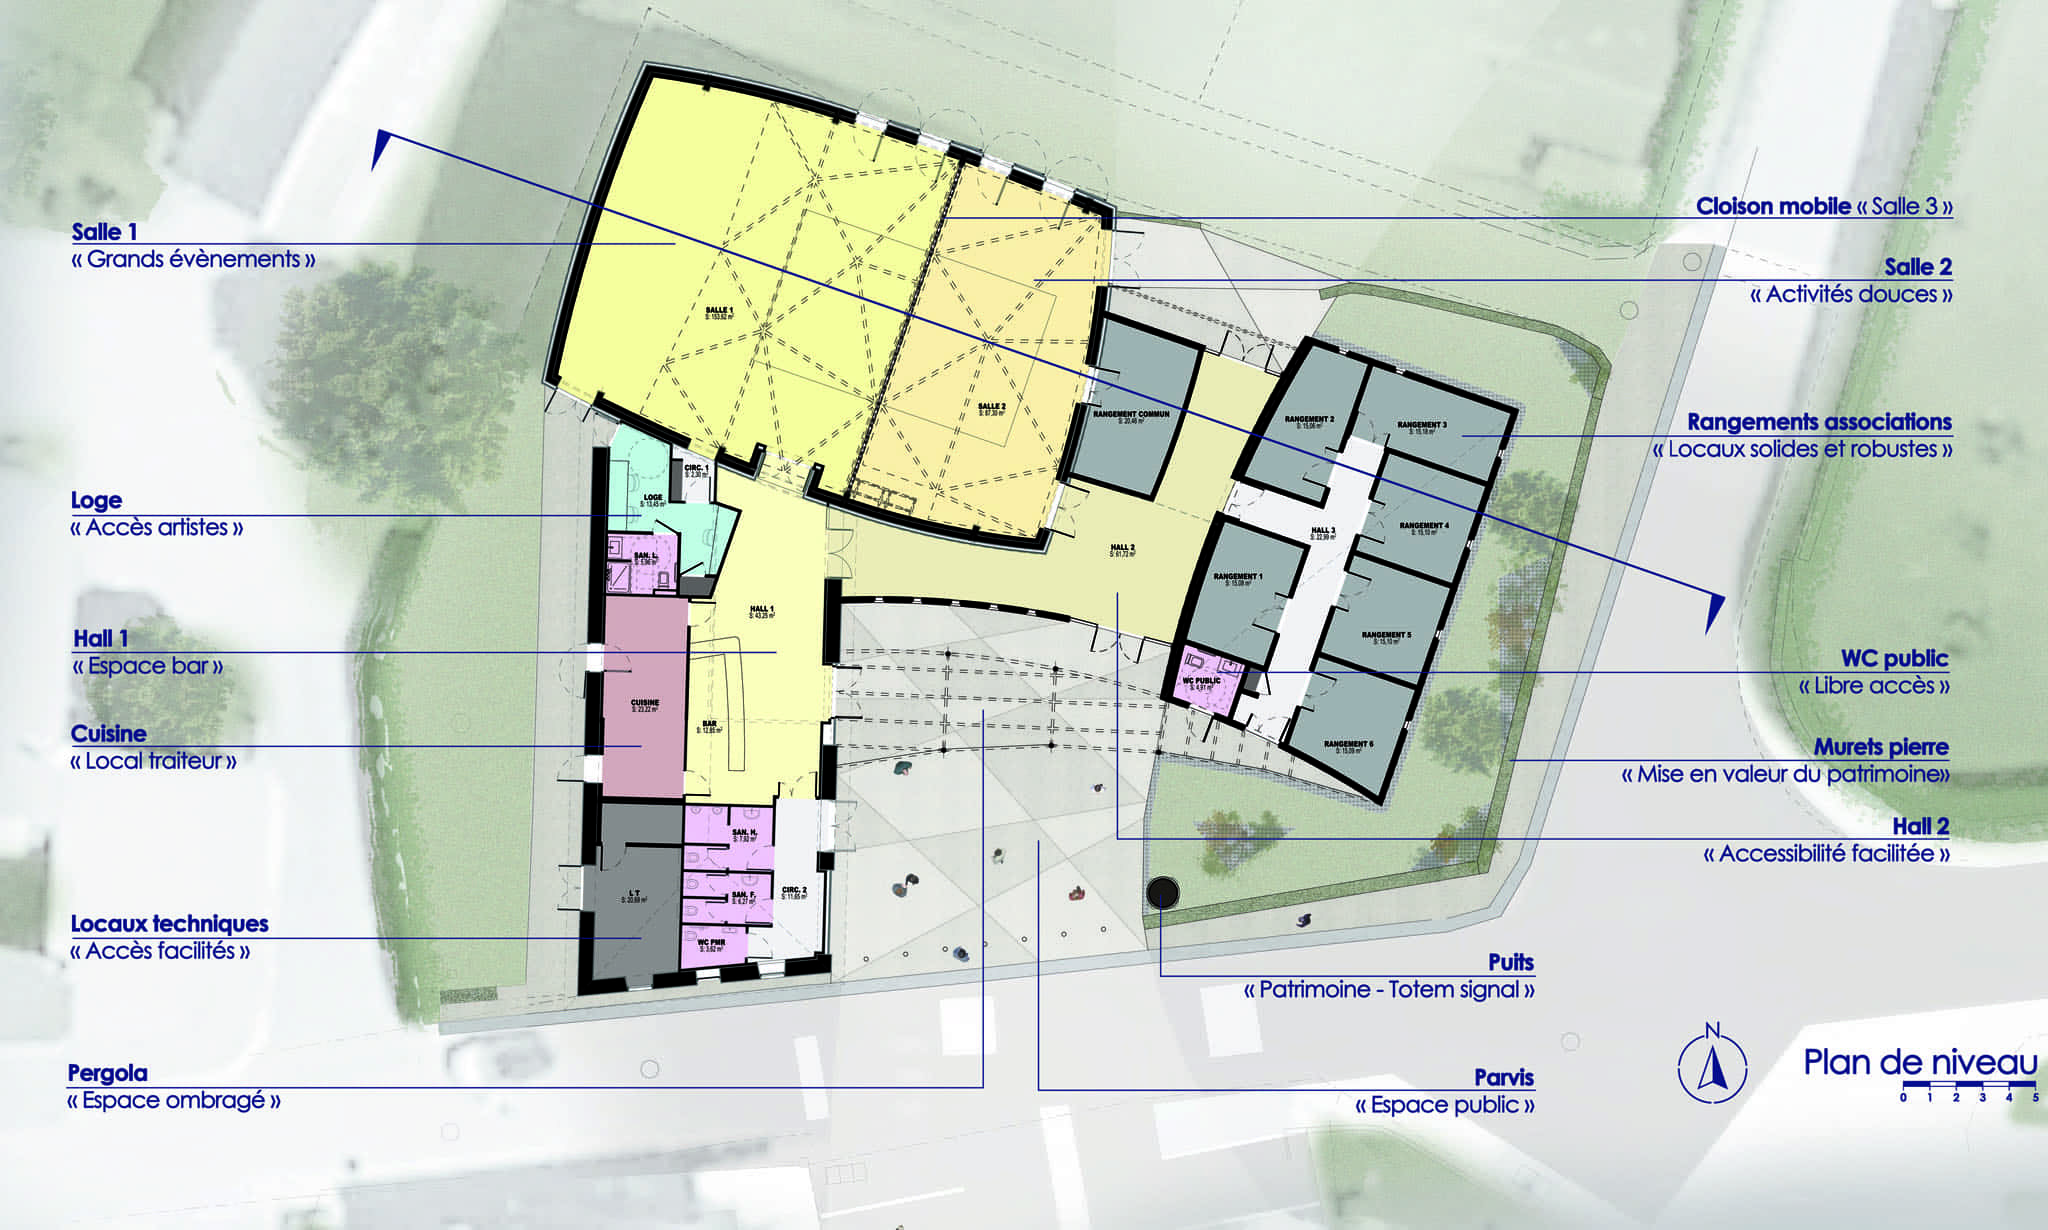 Salle 1
« Grands évènements »
Loge
« Accès artistes »
Hall 1
« Espace bar »
Cuisine
« Local traiteur »
Locaux techniques
« Accès facilités »
Pergola
« Espace ombragé »
Cloison mobile « Salle 3 »
Salle 2
« Activités douces »
Rangements associations
« Locaux solides et robustes »
WC public
« Libre accès »
Murets pierre
« Mise en valeur du patrimoine»
Hall 2
« Accessibilité facilitée »
Puits
« Patrimoine - Totem signal »
Parvis
« Espace public »
SALLE 1
S: 153,92 m²
SALLE 2
S: 87,30 m²
RANGEMENT COMMUN
S: 20,46 m²
RANGEMENT 2
S: 15,06 m²
RANGEMENT 3
S: 15,18 m²
RANGEMENT 4
S: 15,10 m²
HALL 3
S: 22,99 m²
HALL 2
S: 61,72 m²
RANGEMENT 1
S: 15,08 m²
RANGEMENT 5
S: 15,10 m²
WC PUBLIC
S: 4,91 m²
RANGEMENT 6
S: 15,09 m²
CIRC. 1
S: 2,30 m²
LOGE
S: 13,45 m²
SAN. L.
S: 5,96 m²
HALL 1
S: 43,25 m²
CUISINE
S: 23,22 m²
BAR
S: 12,85 m²
SAN. H.
S: 7,92 m²
L T
S: 20,69 m²
SAN. F.
S: 6,27 m²
CIRC. 2
S: 11,65 m²
WC PMR
S: 3,62 m²
N
Plan de niveau
0 1 2 3 4 5